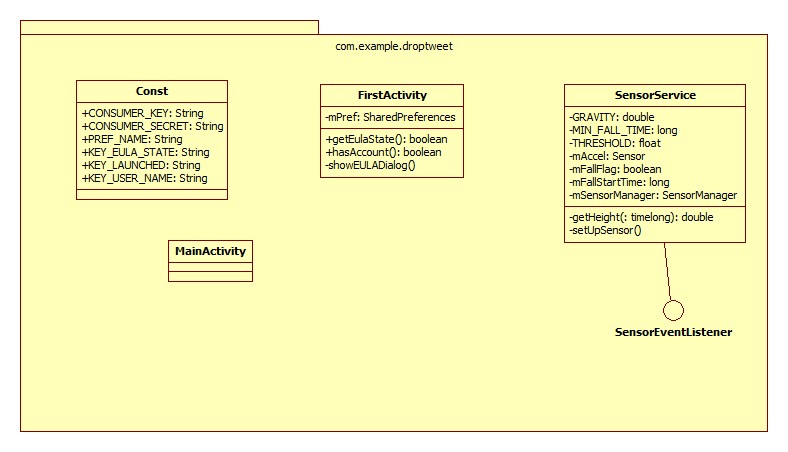 com.example.droptweet
Const
+CONSUMER_KEY: String
+CONSUMER_SECRET: String
+PREF_NAME: String
+KEY_EULA_STATE: String
+KEY_LAUNCHED: String
+KEY_USER_NAME: String
FirstActivity
-mPref: SharedPreferences
+getEulaState(): boolean
+hasAccount(): boolean
-showEULADialog()
SensorService
-GRAVITY: double
-MIN_FALL_TIME: long
-THRESHOLD: float
-mAccel: Sensor
-mFallFlag: boolean
-mFallStartTime: long
-mSensorManager: SensorManager
-getHeight(: timelong): double
-setUpSensor()
MainActivity
SensorEventListener